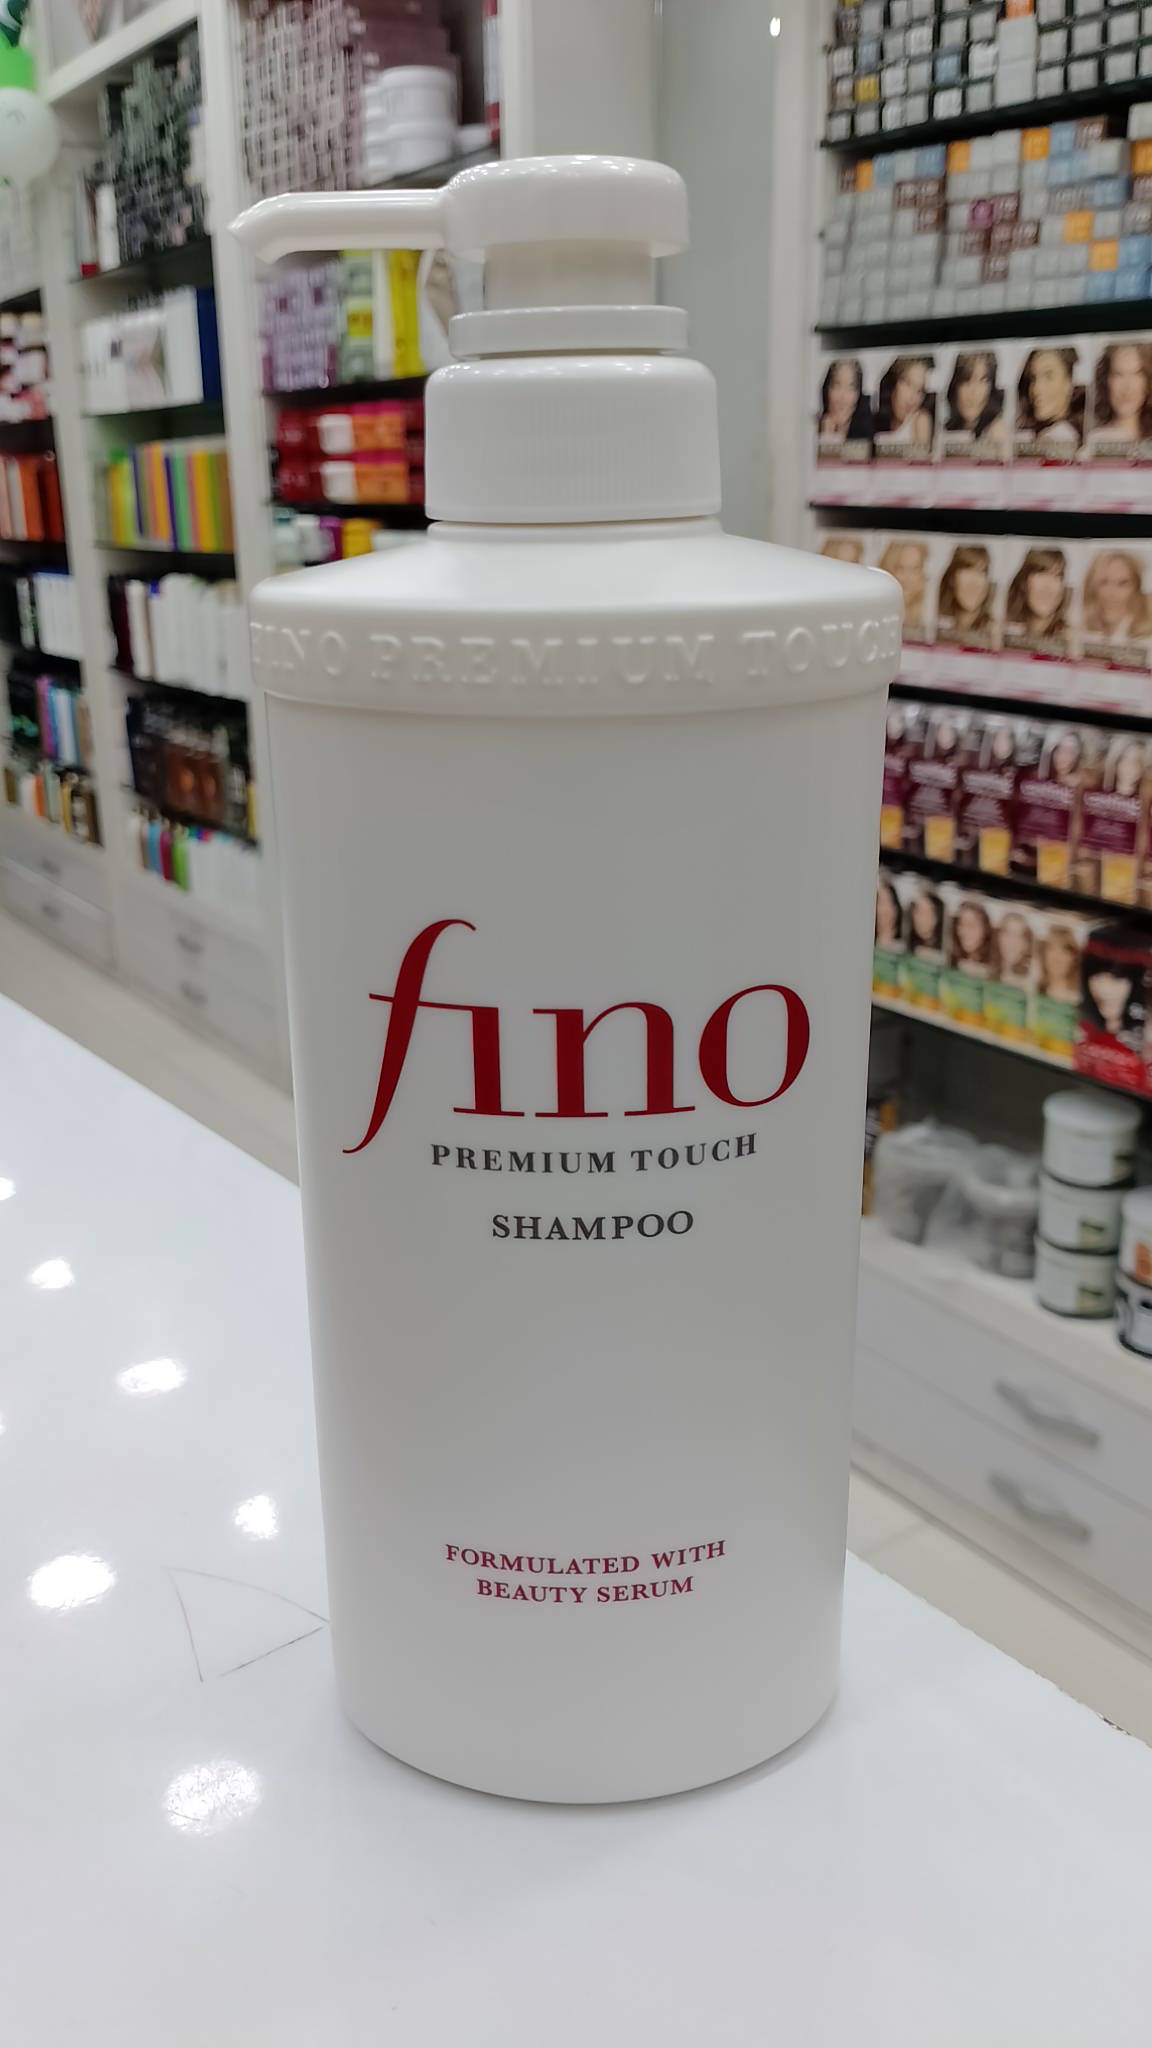 FINO PREMIUM TOUCH
fino
PREMIUM TOUCH
SHAMPOO
FORMULATED WITH
BEAUTY SERUM